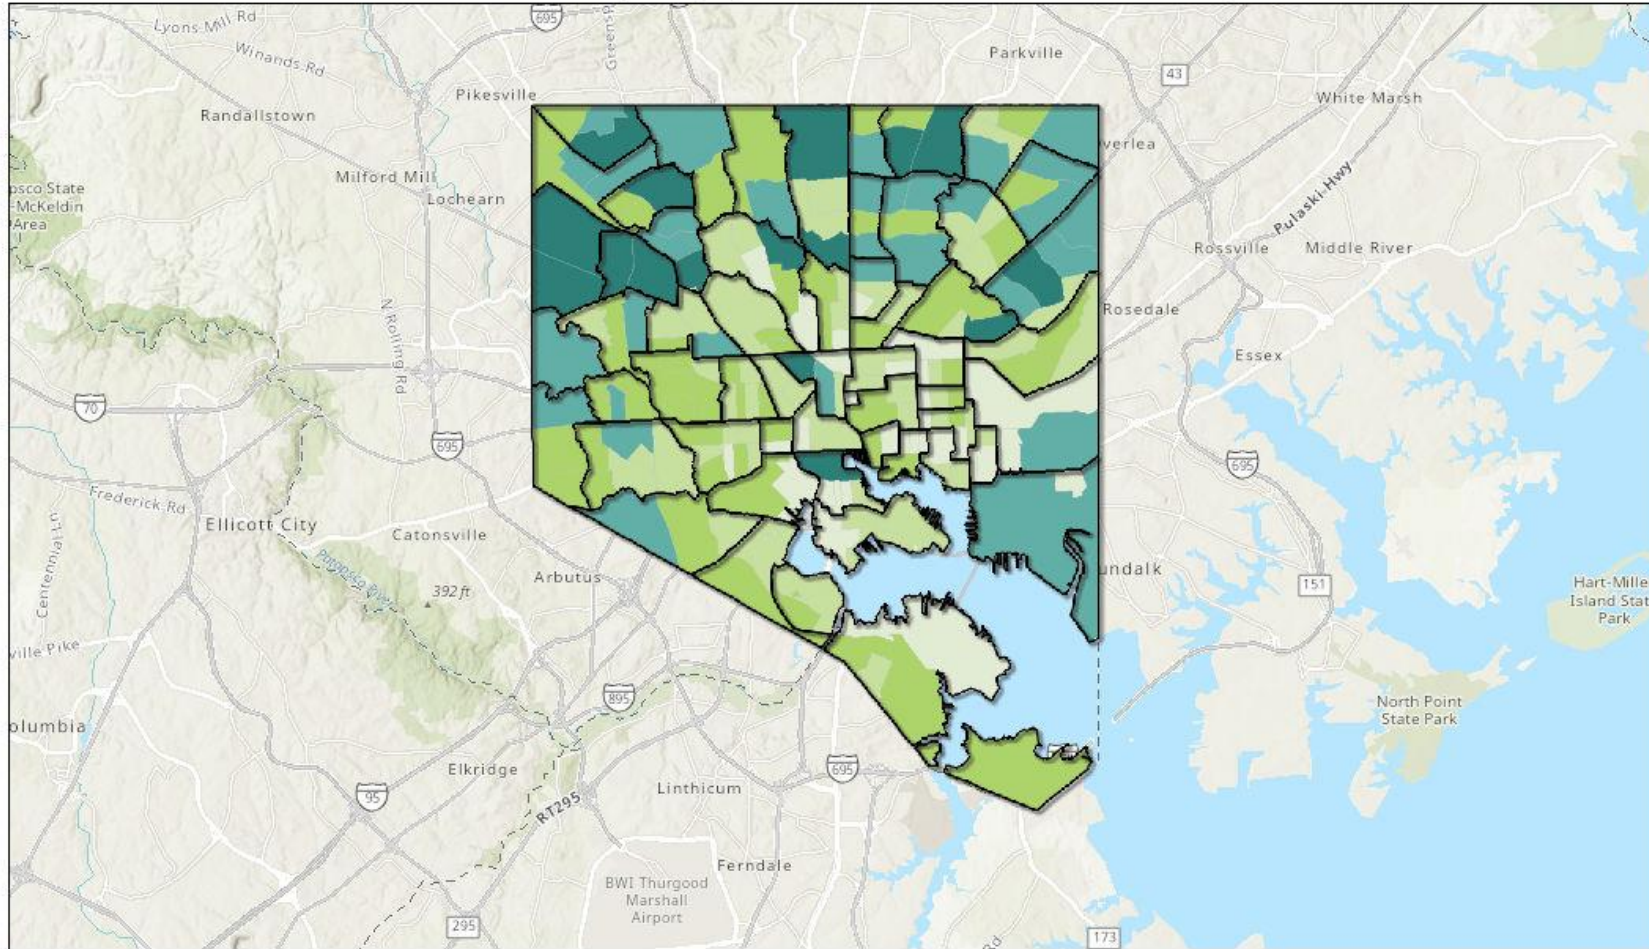 Lyons Mill Rd
695
Greensp
Winands Rd
Parkville
43
Pikesville
White Marsh
Randallstown
verlea
Milford Mill
psco State
-McKeldin
Area
Lochearn
Pulaski Hwy
Rossville
Middle River
N Rolling Rd
Rosedale
Essex
70
695
695
Frederick Rd
Ellicott City
Catonsville
Centennial Ln
Patapsco River
Arbutus
392 ft
undalk
151
Hart-Mille
Island Stat
Park
ville Pike
895
North Point
State Park
olumbia
Elkridge
695
95
RT295
Linthicum
Ferndale
BWI Thurgood
Marshall
Airport
295
Rd
173